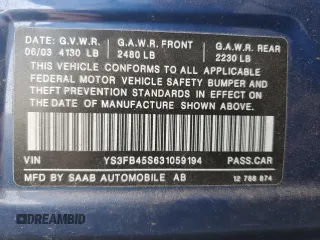 DATE: G.V.W.R. G.A.W.R. FRONT G.A.W.R. REAR
06/03 4130 LB 2480 LB 2230 LB
THIS VEHICLE CONFORMS TO ALL APPLICABLE
FEDERAL MOTOR VEHICLE SAFETY BUMPER AND
THEFT PREVENTION STANDARDS IN EFFECT ON
THE DATE OF MANUFACTURE SHOWN ABOVE.
VIN YS3FB45S631059194 PASS.CAR
MFD BY SAAB AUTOMOBILE AB 12 788 874
DREAMBID